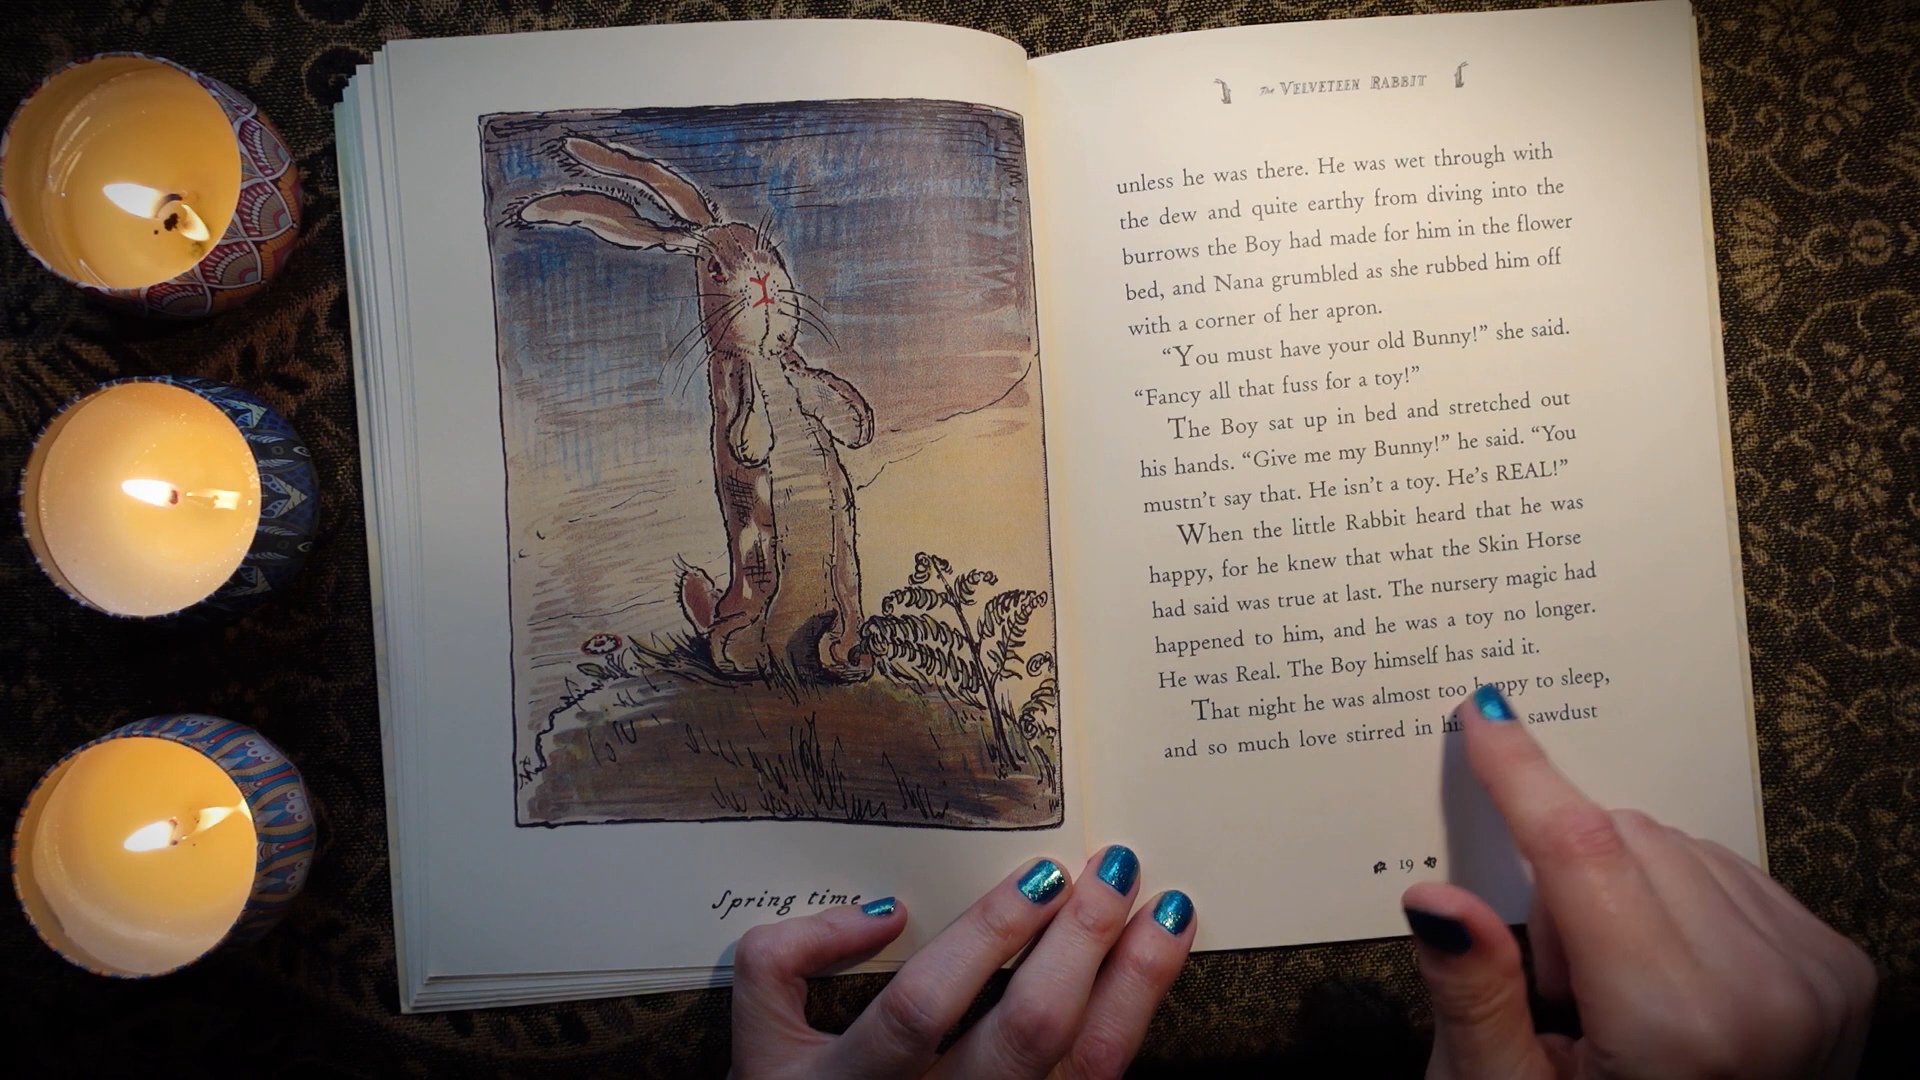 Spring time
The VELVETEEN RABBIT
unless he was there. He was wet through with
the dew and quite earthy from diving into the
burrows the Boy had made for him in the flower
bed, and Nana grumbled as she rubbed him off
with a corner of her apron.
“You must have your old Bunny!” she said.
“Fancy all that fuss for a toy!”
The Boy sat up in bed and stretched out
his hands. “Give me my Bunny!” he said. “You
mustn’t say that. He isn’t a toy. He’s REAL!”
When the little Rabbit heard that he was
happy, for he knew that what the Skin Horse
had said was true at last. The nursery magic had
happened to him, and he was a toy no longer.
He was Real. The Boy himself has said it.
That night he was almost too happy to sleep,
and so much love stirred in his sawdust
19